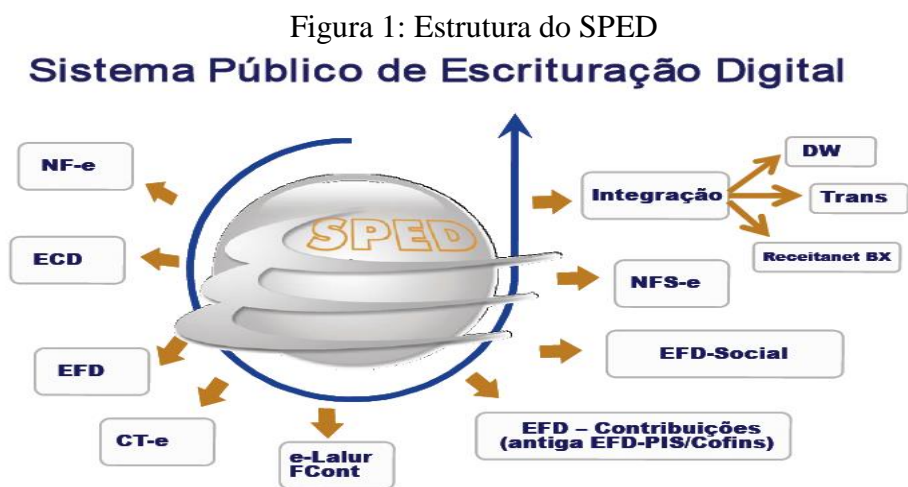 Figura 1: Estrutura do SPED
Sistema Público de Escrituração Digital
NF-e
ECD
EFD
CT-e
e-Lalur
FCont
SPED
Integração
DW
Trans
Receitanet BX
NFS-e
EFD-Social
EFD – Contribuições
(antiga EFD-PIS/Cofins)